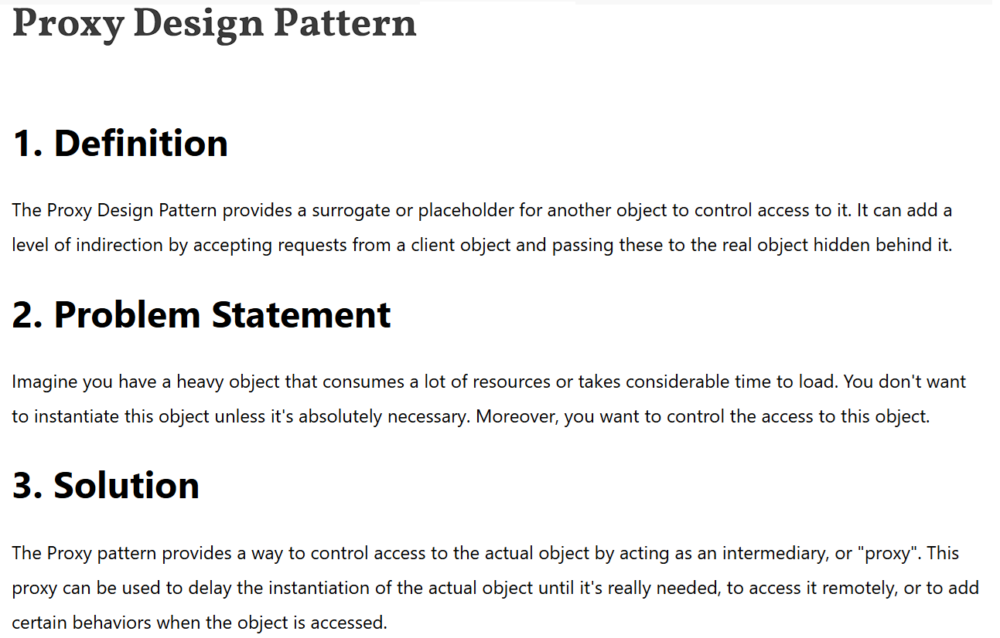 Proxy Design Pattern
1. Definition
The Proxy Design Pattern provides a surrogate or placeholder for another object to control access to it. It can add a
level of indirection by accepting requests from a client object and passing these to the real object hidden behind it.
2. Problem Statement
Imagine you have a heavy object that consumes a lot of resources or takes considerable time to load. You don't want
to instantiate this object unless it's absolutely necessary. Moreover, you want to control the access to this object.
3. Solution
The Proxy pattern provides a way to control access to the actual object by acting as an intermediary, or "proxy". This
proxy can be used to delay the instantiation of the actual object until it's really needed, to access it remotely, or to add
certain behaviors when the object is accessed.